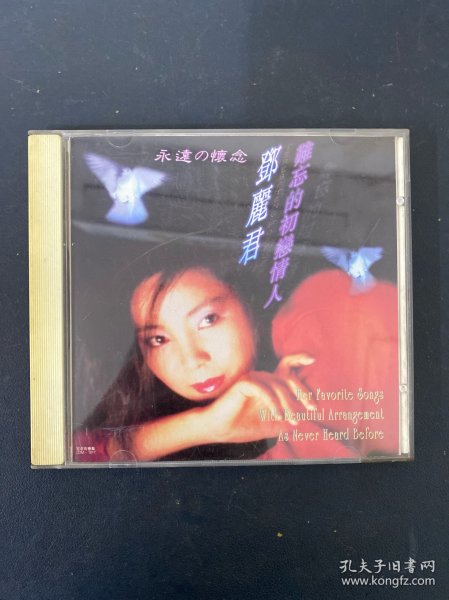 永遠の懷念
鄧麗君
難忘的初戀情人
Her Favorite Songs
With Beautiful Arrangement
As Never Heard Before
孔夫子旧书网
www.kongfz.com